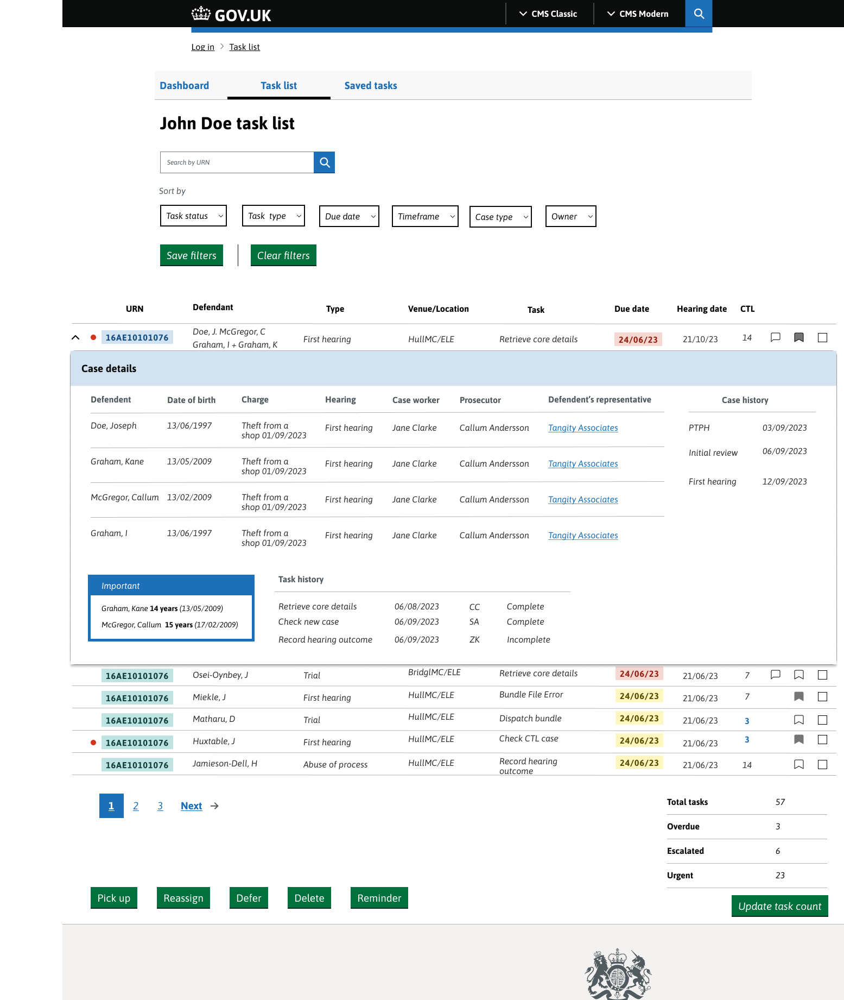 GOV.UK
CMS Classic
CMS Modern
Log in
Task list
Dashboard
Task list
Saved tasks
John Doe task list
Search by URN
Sort by
Task status
Task type
Due date
Timeframe
Case type
Owner
Save filters
Clear filters
URN Defendant Type Venue/Location Task Due date Hearing date CTL
16AE10101076 Doe, J. McGregor, C First hearing HullMC/ELE Retrieve core details 24/06/23 21/10/23 14
Graham, I + Graham, K
Case details
Defendent Date of birth Charge Hearing Case worker Prosecutor Defendent's representative
Doe, Joseph 13/06/1997 Theft from a First hearing Jane Clarke Callum Andersson Tangity Associates
shop 01/09/2023
Graham, Kane 13/05/2009 Theft from a First hearing Jane Clarke Callum Andersson Tangity Associates
shop 01/09/2023
McGregor, Callum 13/02/2009 Theft from a First hearing Jane Clarke Callum Andersson Tangity Associates
shop 01/09/2023
Graham, I 13/06/1997 Theft from a First hearing Jane Clarke Callum Andersson Tangity Associates
shop 01/09/2023
Case history
PTPH 03/09/2023
Initial review 06/09/2023
First hearing 12/09/2023
Important
Graham, Kane 14 years (13/05/2009)
McGregor, Callum 15 years (17/02/2009)
Task history
Retrieve core details 06/08/2023 CC Complete
Check new case 06/09/2023 SA Complete
Record hearing outcome 06/09/2023 ZK Incomplete
16AE10101076 Osei-Oynbey, J Trial BridglMC/ELE Retrieve core details 24/06/23 21/06/23 7
16AE10101076 Miekle, J First hearing HullMC/ELE Bundle File Error 24/06/23 21/06/23 7
16AE10101076 Matharu, D Trial HullMC/ELE Dispatch bundle 24/06/23 21/06/23 3
16AE10101076 Huxtable, J First hearing HullMC/ELE Check CTL case 24/06/23 21/06/23 3
16AE10101076 Jamieson-Dell, H Abuse of process HullMC/ELE Record hearing 24/06/23 21/06/23 14
outcome
1 2 3 Next
Total tasks 57
Overdue 3
Escalated 6
Urgent 23
Pick up
Reassign
Defer
Delete
Reminder
Update task count